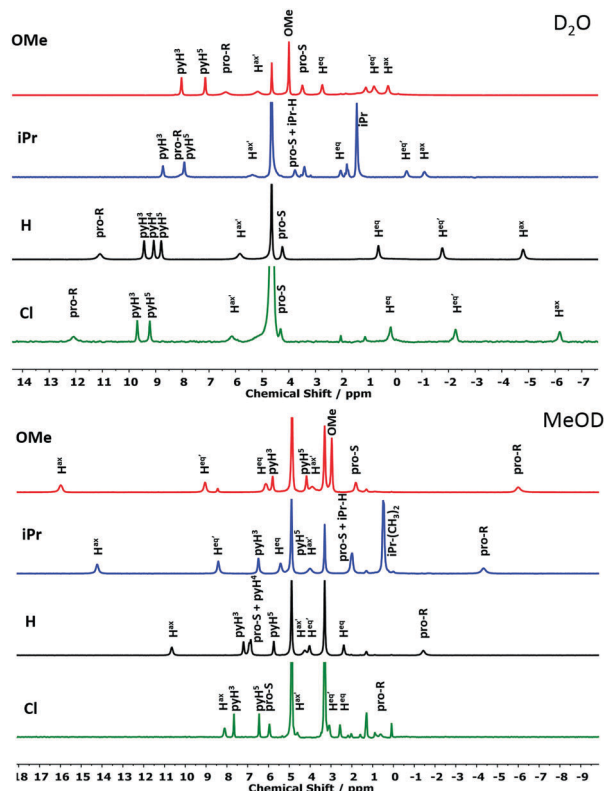 D₂O
OMe
pyH³ pyH⁵ pro-R Hᵃˣ' OMe pro-S Hᵉq Hᵉq' Hᵃˣ
iPr
pyH³ pro-R pyH⁵ Hᵃˣ' pro-S + iPr-H Hᵉq iPr Hᵉq' Hᵃˣ
H
pro-R pyH³ pyH⁴ pyH⁵ Hᵃˣ' pro-S Hᵉq Hᵉq' Hᵃˣ
Cl
pro-R pyH³ pyH⁵ Hᵃˣ' pro-S Hᵉq Hᵉq' Hᵃˣ
14 13 12 11 10 9 8 7 6 5 4 3 2 1 0 -1 -2 -3 -4 -5 -6 -7
Chemical Shift / ppm
MeOD
OMe
Hᵃˣ Hᵉq' Hᵉq pyH³ pyH⁵ Hᵃˣ' OMe pro-S pro-R
iPr
Hᵃˣ Hᵉq' pyH³ Hᵉq pyH⁵ Hᵃˣ' pro-S + iPr-H iPr-(CH₃)₂ pro-R
H
Hᵃˣ pyH³ pro-S + pyH⁴ pyH⁵ Hᵃˣ' Hᵉq' Hᵉq pro-R
Cl
Hᵃˣ pyH³ pyH⁵ pro-S Hᵃˣ' Hᵉq' Hᵉq pro-R
18 17 16 15 14 13 12 11 10 9 8 7 6 5 4 3 2 1 0 -1 -2 -3 -4 -5 -6 -7 -8 -9
Chemical Shift / ppm